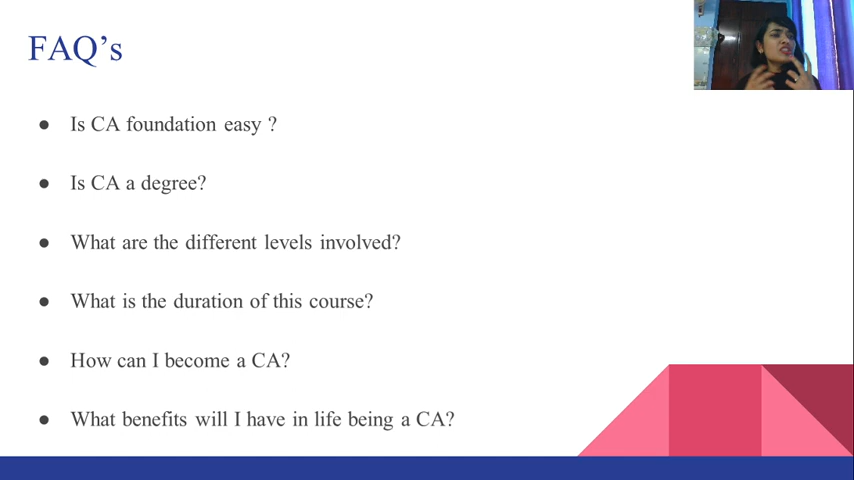 FAQ’s
● Is CA foundation easy ?
● Is CA a degree?
● What are the different levels involved?
● What is the duration of this course?
● How can I become a CA?
● What benefits will I have in life being a CA?